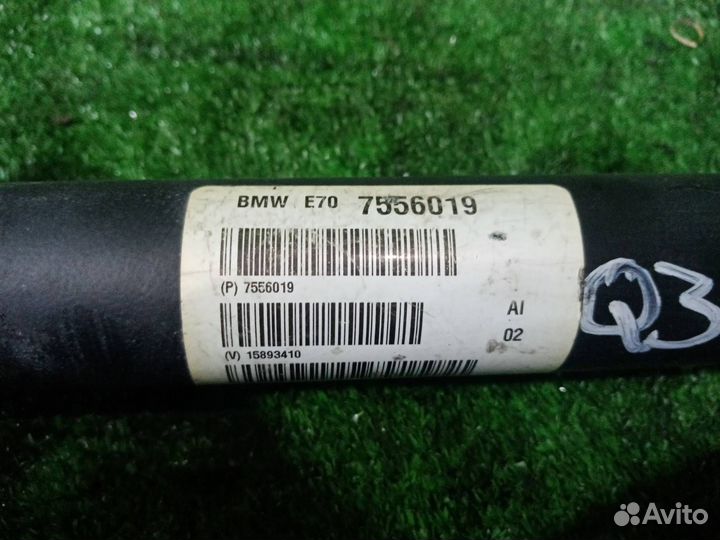 BMW E70 7556019
(P) 7556019
AI
02
(V) 15893410
Q3
Avito